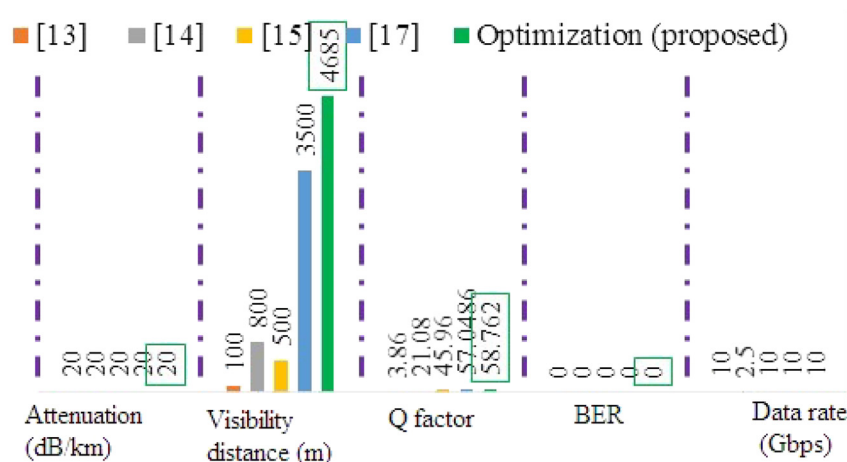 [13] [14] [15] [17] Optimization (proposed)
20 20 20 20 20
100 800 500 3500 4685
3.86 21.08 45.96 57.0486 58.762
0 0 0 0 0
10 2.5 10 10 10
Attenuation
(dB/km)
Visibility
distance (m)
Q factor
BER
Data rate
(Gbps)